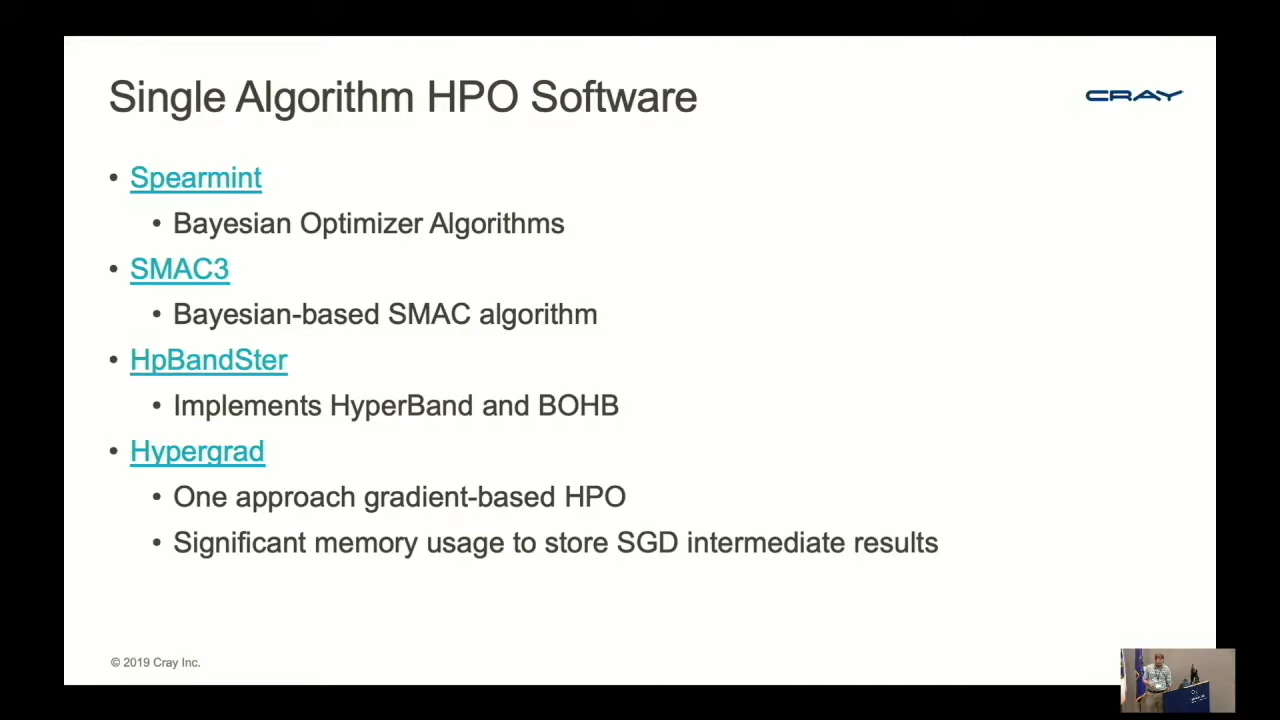 Single Algorithm HPO Software
CRAY
• Spearmint
• Bayesian Optimizer Algorithms
• SMAC3
• Bayesian-based SMAC algorithm
• HpBandSter
• Implements HyperBand and BOHB
• Hypergrad
• One approach gradient-based HPO
• Significant memory usage to store SGD intermediate results
© 2019 Cray Inc.